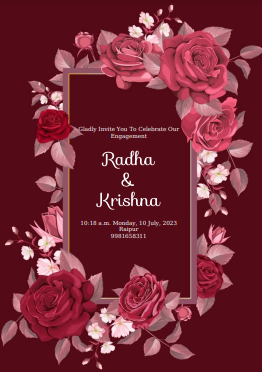 Gladly Invite You To Celebrate Our
Engagement
Radha
&
Krishna
10:18 a.m. Monday, 10 July, 2023
Raipur
9981658311